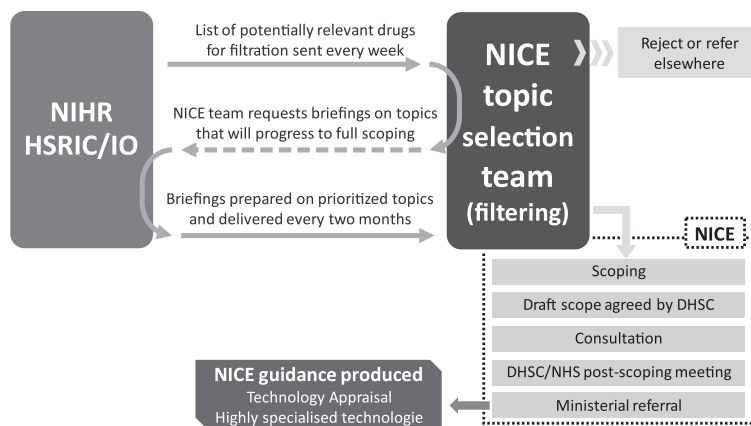 NIHR
HSRIC/IO
List of potentially relevant drugs
for filtration sent every week
NICE team requests briefings on topics
that will progress to full scoping
Briefings prepared on prioritized topics
and delivered every two months
NICE
topic
selection
team
(filtering)
Reject or refer
elsewhere
NICE
Scoping
Draft scope agreed by DHSC
Consultation
DHSC/NHS post-scoping meeting
Ministerial referral
NICE guidance produced
Technology Appraisal
Highly specialised technologie